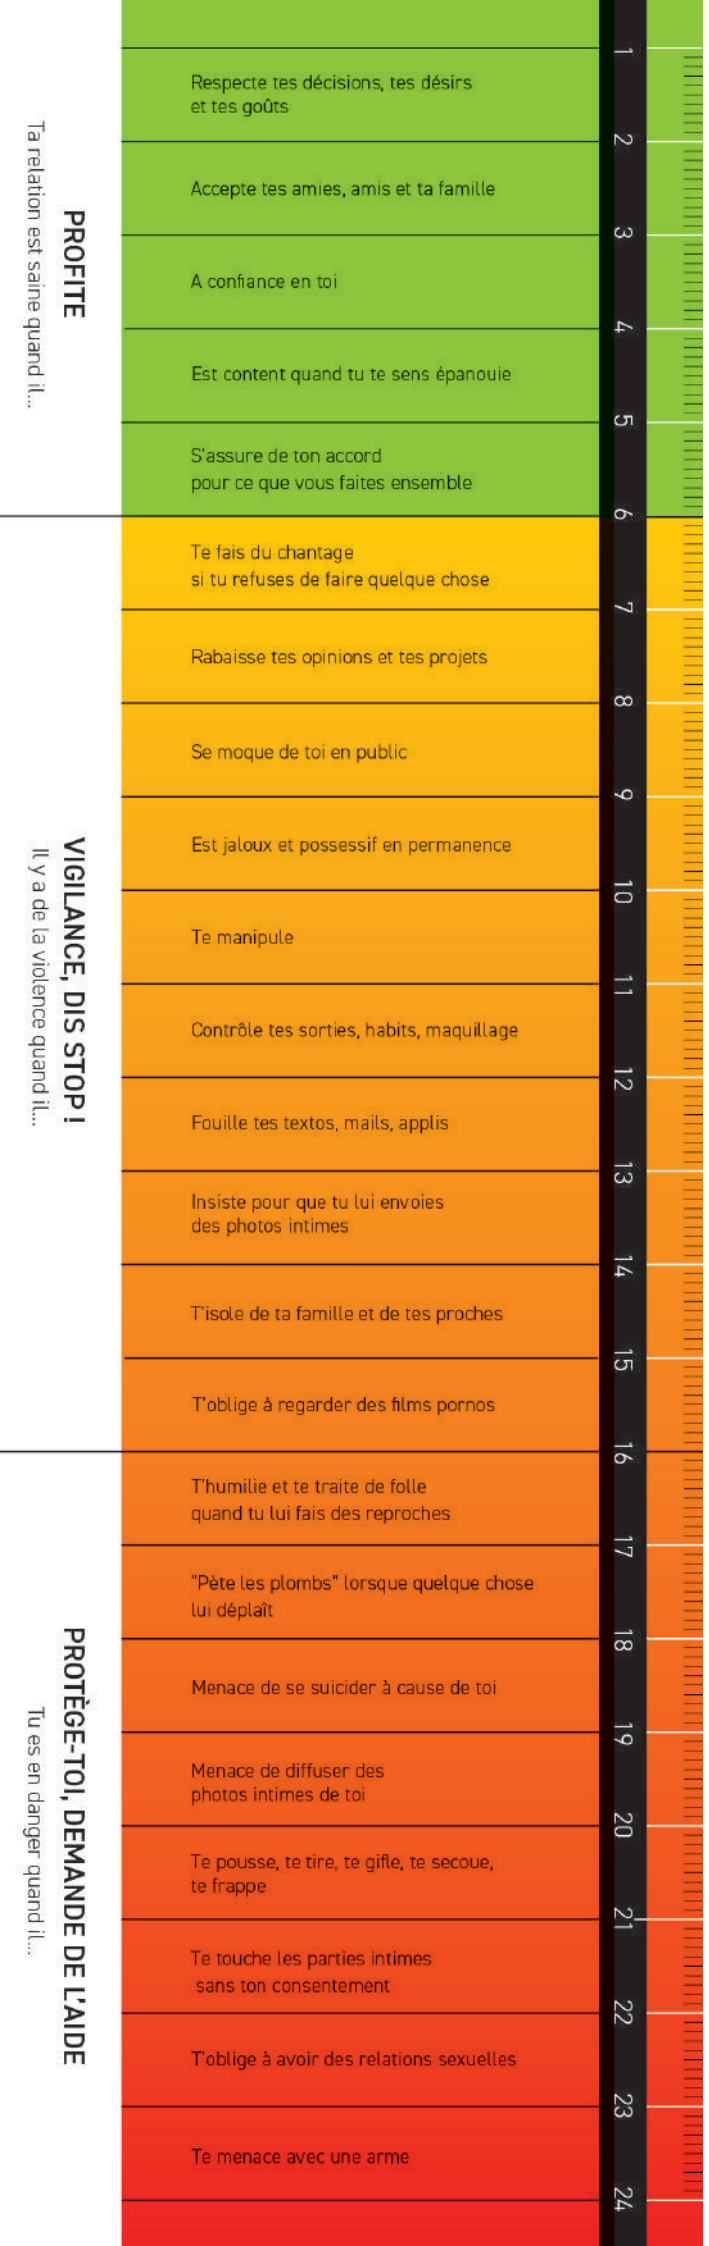 PROFITE
Ta relation est saine quand il...
1
Respecte tes décisions, tes désirs
et tes goûts
2
Accepte tes amies, amis et ta famille
3
A confiance en toi
4
Est content quand tu te sens épanouie
5
S'assure de ton accord
pour ce que vous faites ensemble
6
VIGILANCE, DIS STOP !
Il y a de la violence quand il...
Te fais du chantage
si tu refuses de faire quelque chose
7
Rabaisse tes opinions et tes projets
8
Se moque de toi en public
9
Est jaloux et possessif en permanence
10
Te manipule
11
Contrôle tes sorties, habits, maquillage
12
Fouille tes textos, mails, applis
13
Insiste pour que tu lui envoies
des photos intimes
14
T'isole de ta famille et de tes proches
15
T'oblige à regarder des films pornos
16
PROTÈGE-TOI, DEMANDE DE L'AIDE
Tu es en danger quand il...
T'humilie et te traite de folle
quand tu lui fais des reproches
17
"Pète les plombs" lorsque quelque chose
lui déplaît
18
Menace de se suicider à cause de toi
19
Menace de diffuser des
photos intimes de toi
20
Te pousse, te tire, te gifle, te secoue,
te frappe
21
Te touche les parties intimes
sans ton consentement
22
T'oblige à avoir des relations sexuelles
23
Te menace avec une arme
24